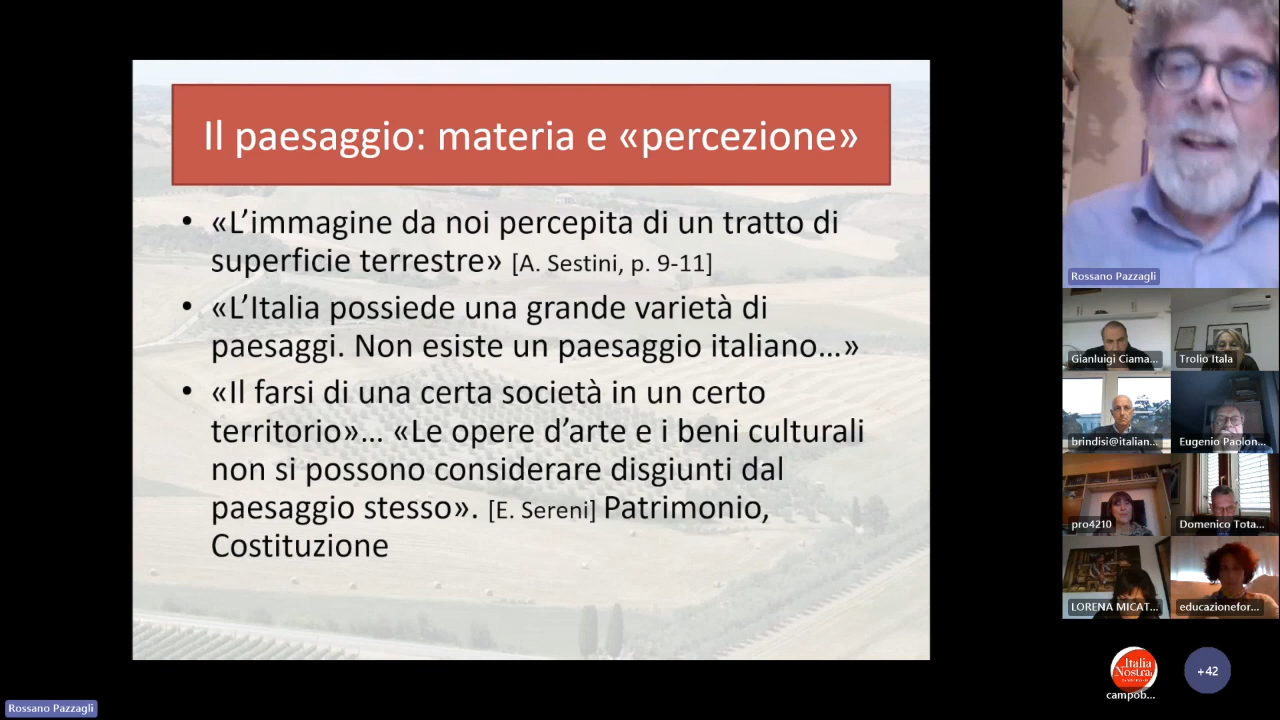 Il paesaggio: materia e «percezione»
• «L’immagine da noi percepita di un tratto di
superficie terrestre» [A. Sestini, p. 9-11]
• «L’Italia possiede una grande varietà di
paesaggi. Non esiste un paesaggio italiano…»
• «Il farsi di una certa società in un certo
territorio»… «Le opere d’arte e i beni culturali
non si possono considerare disgiunti dal
paesaggio stesso». [E. Sereni] Patrimonio,
Costituzione
Rossano Pazzagli
Gianluigi Ciama...
Trolio Itala
brindisi@italian...
Eugenio Paolon...
pro4210
Domenico Tota...
LORENA MICAT...
educazionefor...
Italia
Nostra
campob...
+42
Rossano Pazzagli